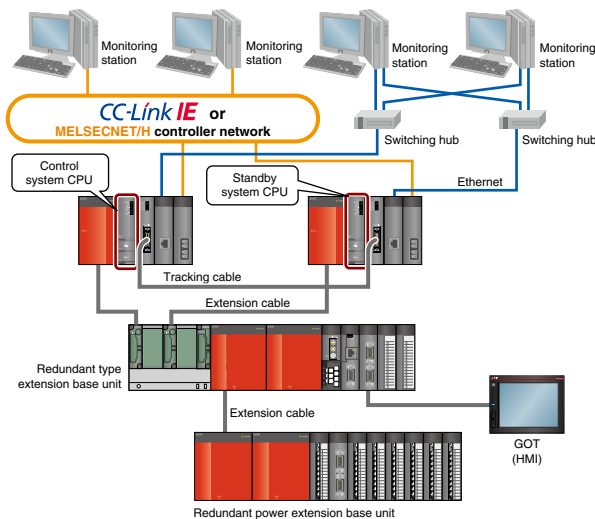 Monitoring
station
Monitoring
station
Monitoring
station
Monitoring
station
CC-Link IE or
MELSECNET/H controller network
Switching hub
Switching hub
Control
system CPU
Standby
system CPU
Ethernet
Tracking cable
Extension cable
Redundant type
extension base unit
Extension cable
GOT
(HMI)
Redundant power extension base unit